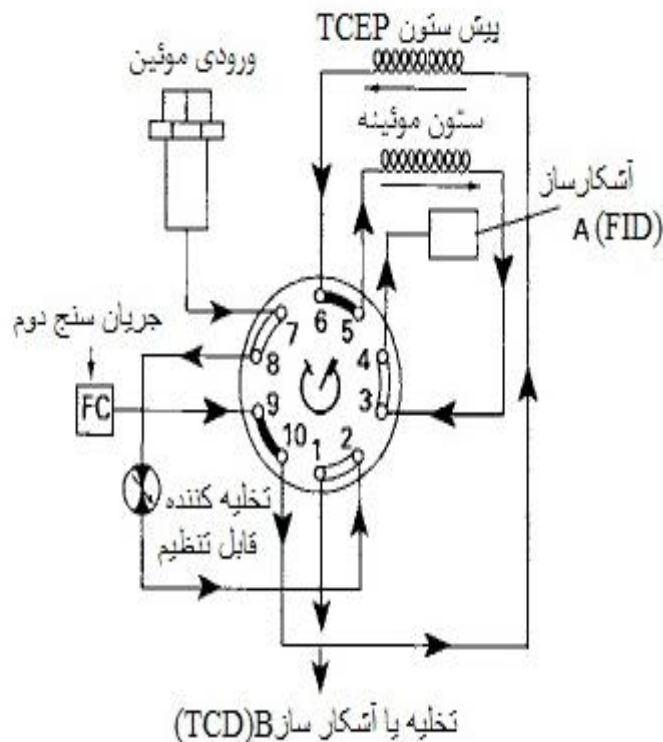 پیش ستون TCEP
ورودی موئین
ستون موئینه
آشکارساز
A (FID)
جریان سنج دوم
FC
6
5
7
4
8
3
9
10
1
2
تخلیه کننده
قابل تنظیم
تخلیه یا آشکار ساز B(TCD)